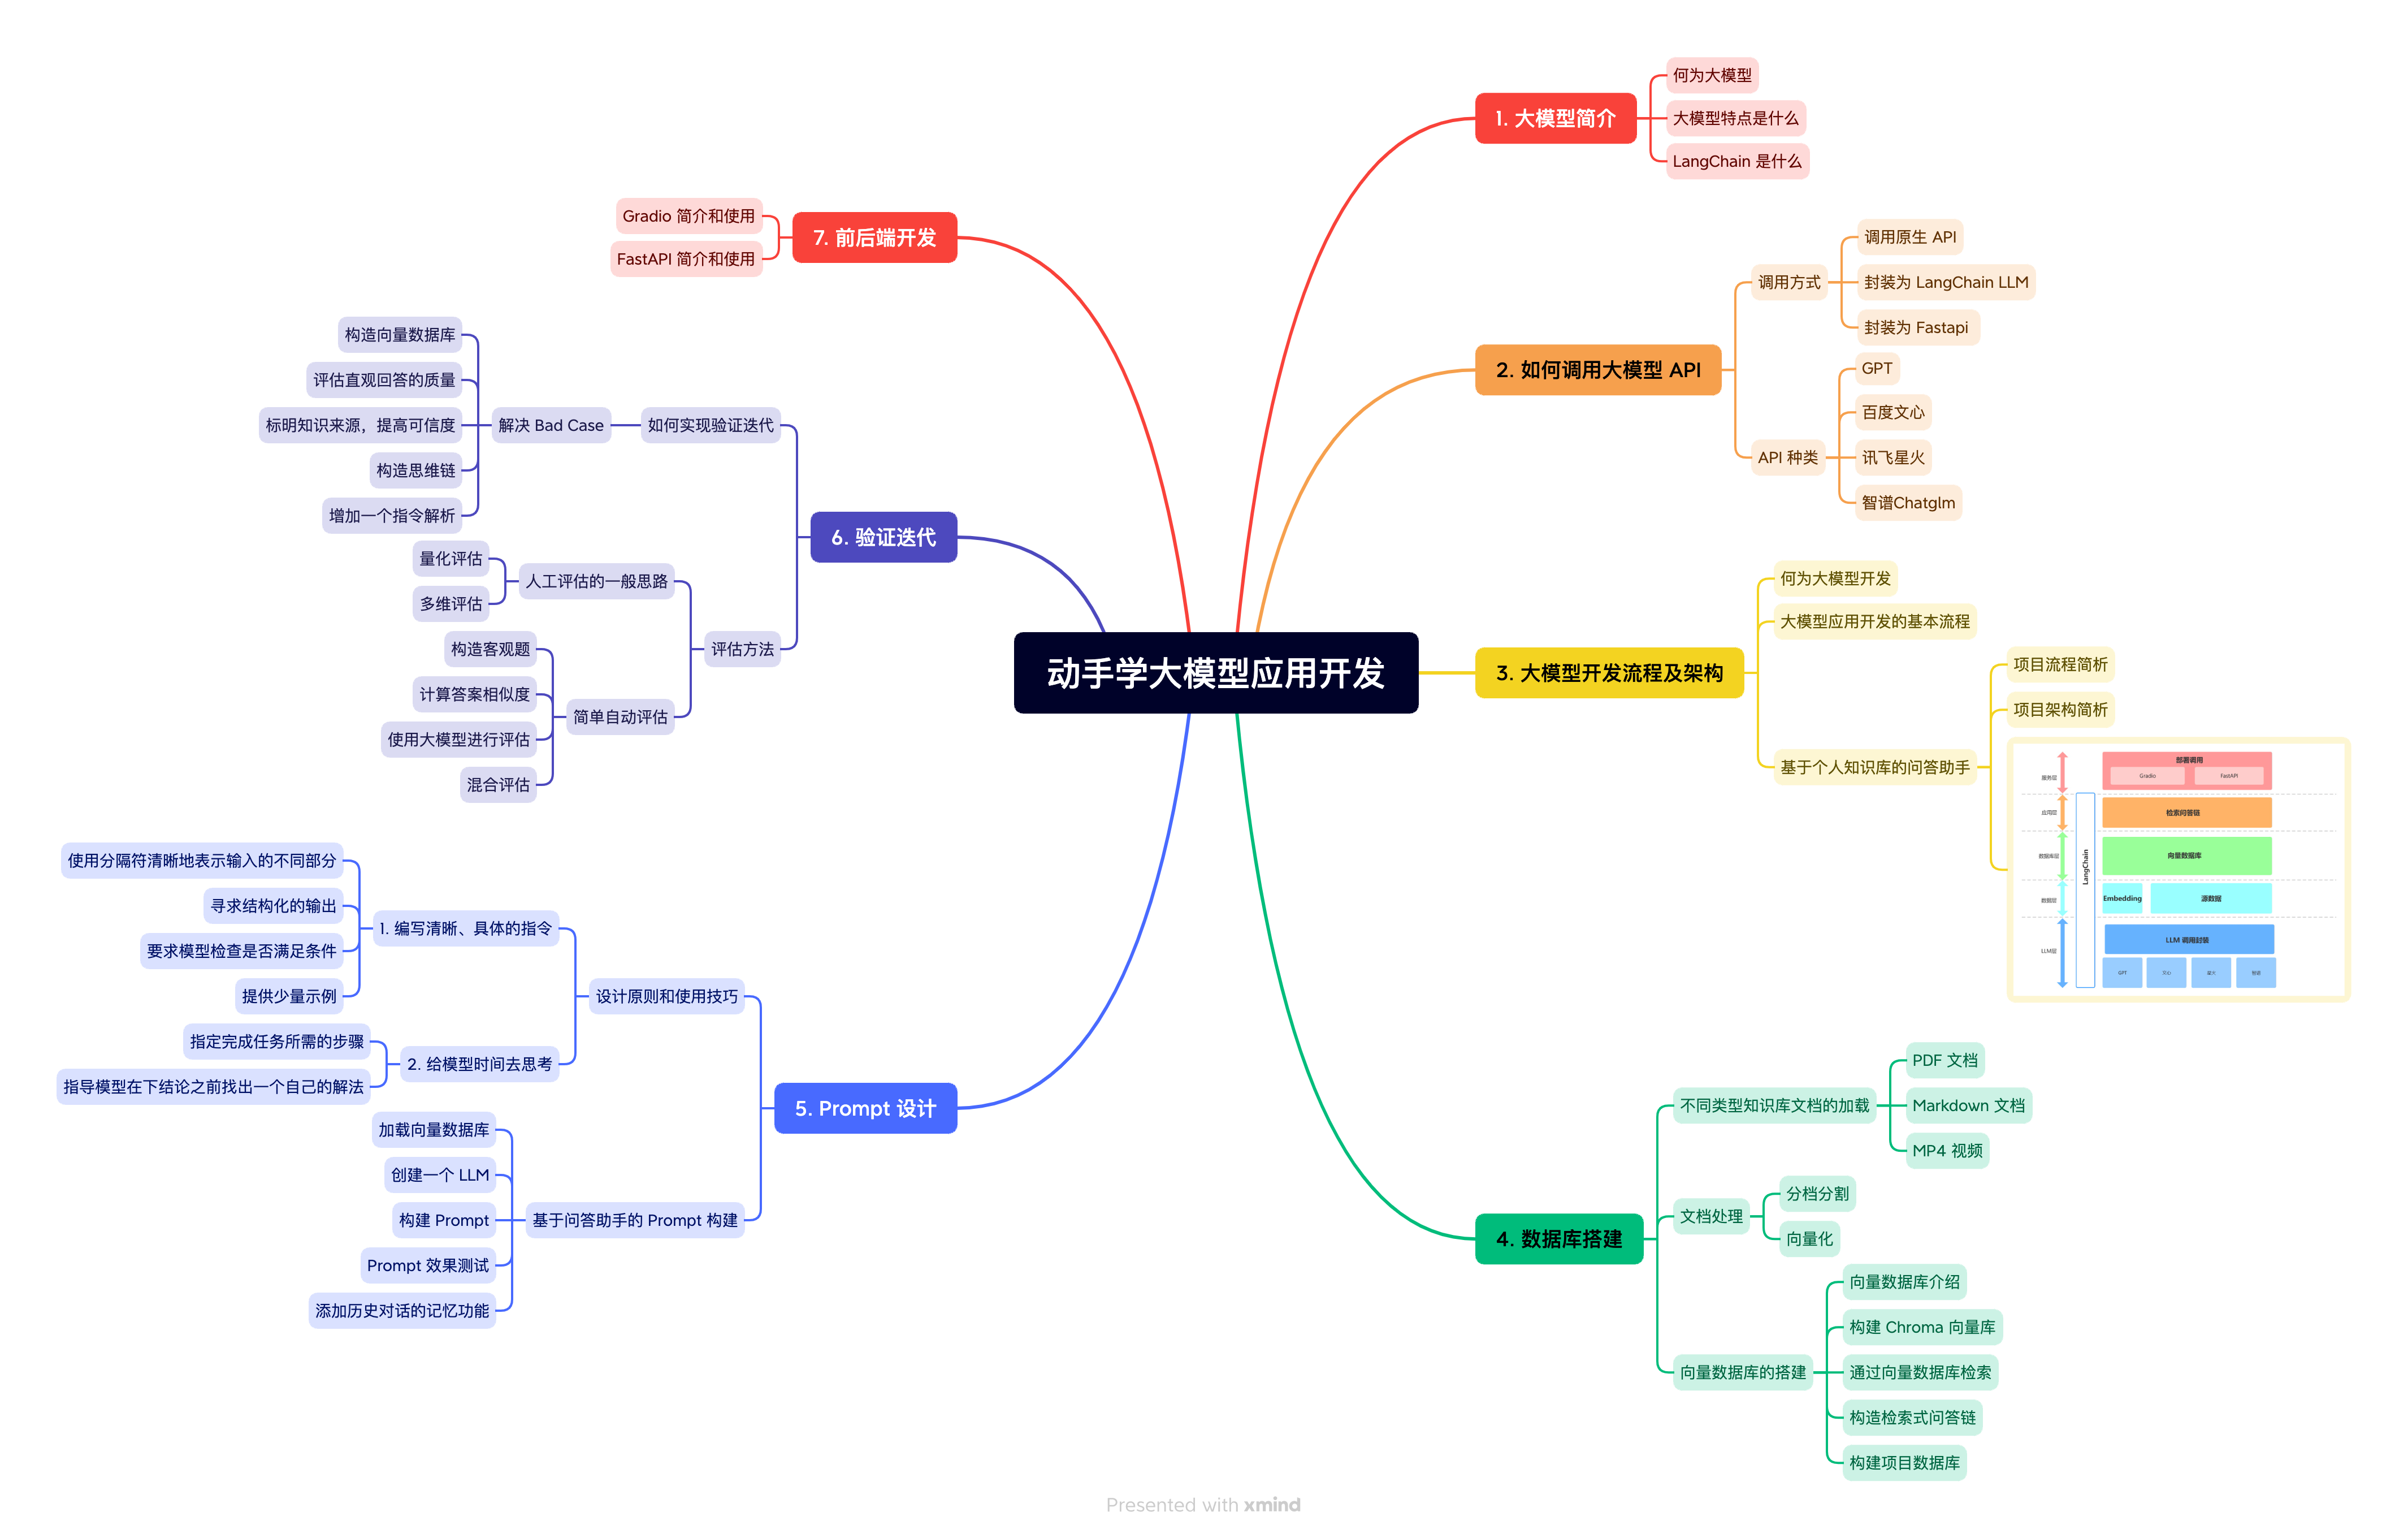 动手学大模型应用开发
1. 大模型简介
何为大模型
大模型特点是什么
LangChain 是什么
2. 如何调用大模型 API
调用方式
调用原生 API
封装为 LangChain LLM
封装为 Fastapi
API 种类
GPT
百度文心
讯飞星火
智谱Chatglm
3. 大模型开发流程及架构
何为大模型开发
大模型应用开发的基本流程
基于个人知识库的问答助手
项目流程简析
项目架构简析
服务层
部署调用
Gradio
FastAPI
应用层
检索问答链
数据库层
向量数据库
LangChain
数据层
Embedding
源数据
LLM层
LLM 调用封装
GPT
文心
星火
智谱
4. 数据库搭建
不同类型知识库文档的加载
PDF 文档
Markdown 文档
MP4 视频
文档处理
分档分割
向量化
向量数据库的搭建
向量数据库介绍
构建 Chroma 向量库
通过向量数据库检索
构造检索式问答链
构建项目数据库
5. Prompt 设计
设计原则和使用技巧
1. 编写清晰、具体的指令
使用分隔符清晰地表示输入的不同部分
寻求结构化的输出
要求模型检查是否满足条件
提供少量示例
2. 给模型时间去思考
指定完成任务所需的步骤
指导模型在下结论之前找出一个自己的解法
基于问答助手的 Prompt 构建
加载向量数据库
创建一个 LLM
构建 Prompt
Prompt 效果测试
添加历史对话的记忆功能
6. 验证迭代
如何实现验证迭代
解决 Bad Case
构造向量数据库
评估直观回答的质量
标明知识来源，提高可信度
构造思维链
增加一个指令解析
评估方法
人工评估的一般思路
量化评估
多维评估
简单自动评估
构造客观题
计算答案相似度
使用大模型进行评估
混合评估
7. 前后端开发
Gradio 简介和使用
FastAPI 简介和使用
Presented with xmind